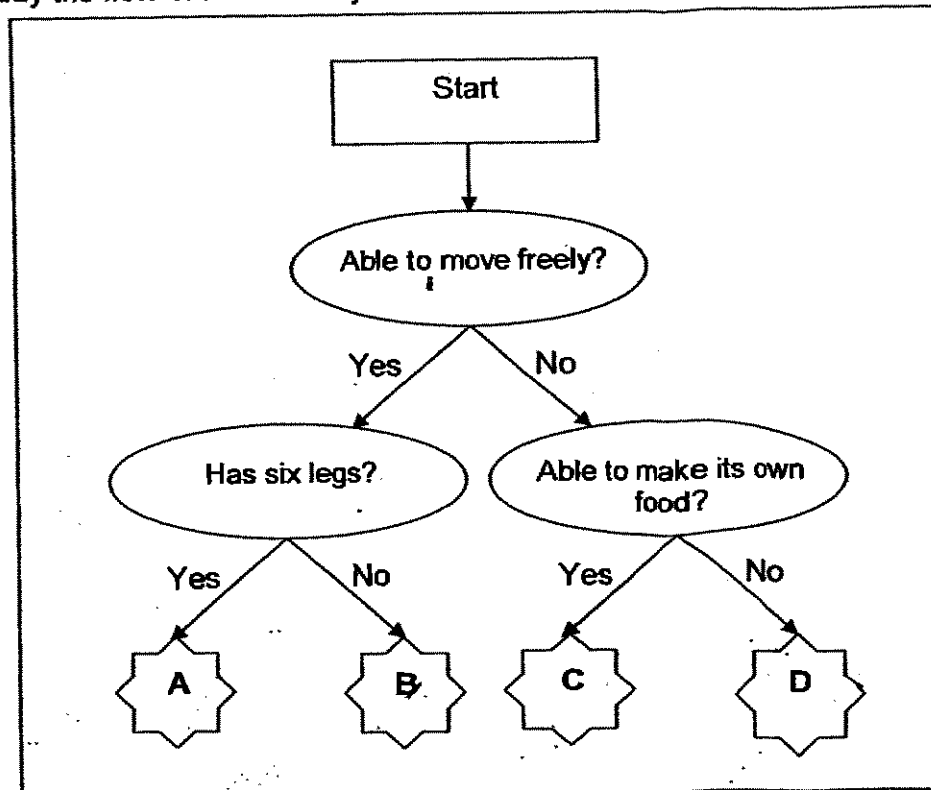 Start
Able to move freely?
Yes
No
Has six legs?
Able to make its own
food?
Yes
No
Yes
No
A
B
C
D